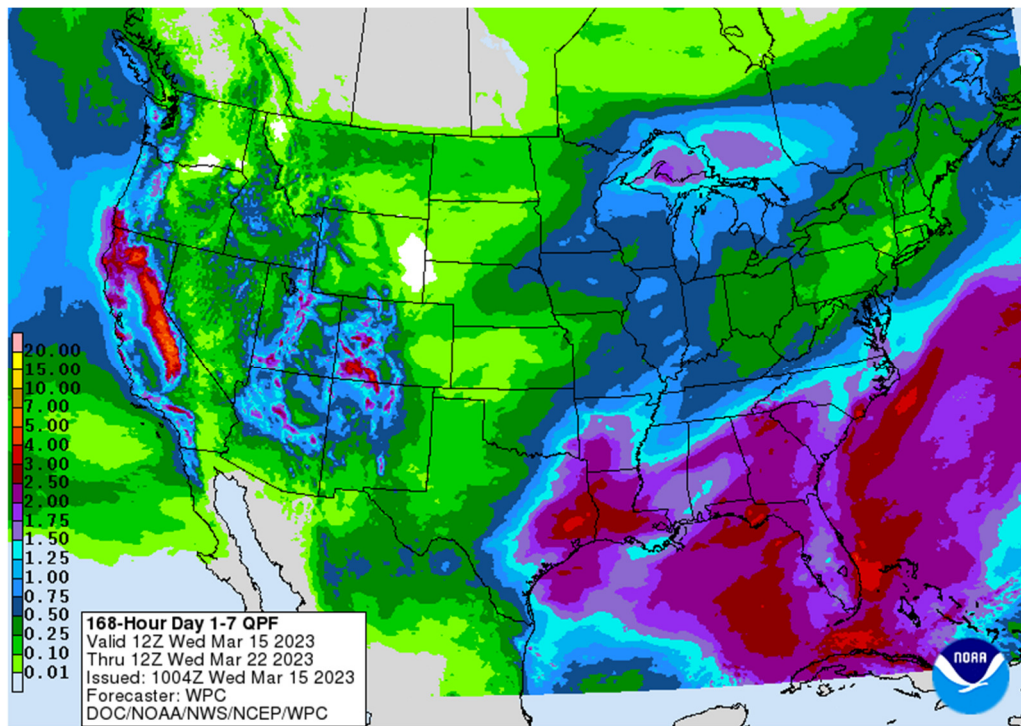 20.00
15.00
10.00
7.00
5.00
4.00
3.00
2.50
2.00
1.75
1.50
1.25
1.00
0.75
0.50
0.25
0.10
0.01
168-Hour Day 1-7 QPF
Valid 12Z Wed Mar 15 2023
Thru 12Z Wed Mar 22 2023
Issued: 1004Z Wed Mar 15 2023
Forecaster: WPC
DOC/NOAA/NWS/NCEP/WPC
NOAA